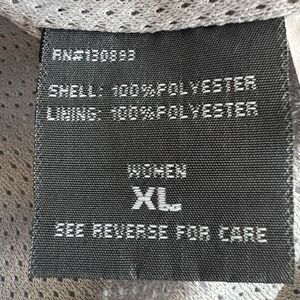 RN#130893
SHELL: 100%POLYESTER
LINING: 100%POLYESTER
WOMEN
XL
SEE REVERSE FOR CARE